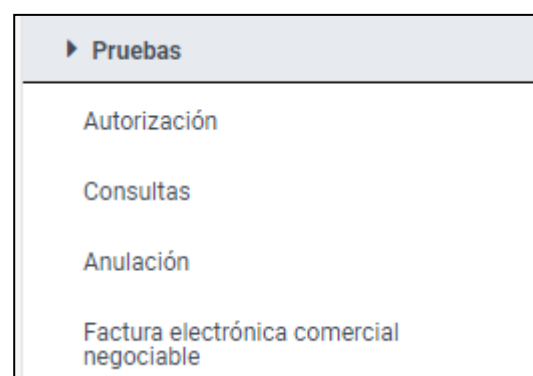 Pruebas
Autorización
Consultas
Anulación
Factura electrónica comercial
negociable